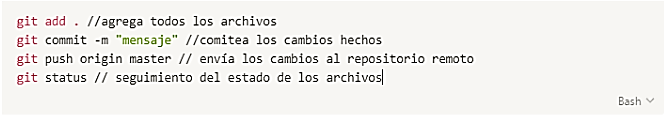 git add . //agrega todos los archivos
git commit -m "mensaje" //comitea los cambios hechos
git push origin master // envía los cambios al repositorio remoto
git status // seguimiento del estado de los archivos
Bash